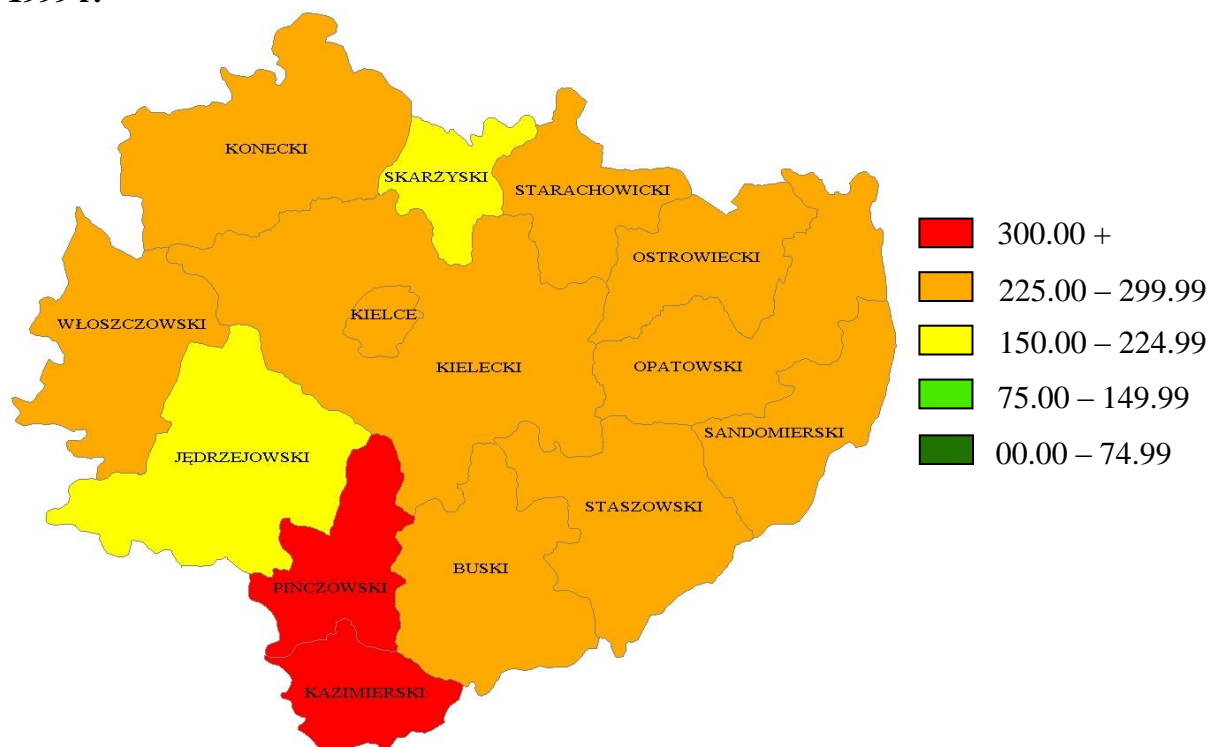 1999 r.
KONECKI
SKARŻYSKI
STARACHOWICKI
OSTROWIECKI
WŁOSZCZOWSKI
KIELCE
KIELECKI
OPATOWSKI
SANDOMIERSKI
JĘDRZEJOWSKI
STASZOWSKI
BUSKI
PINCZOWSKI
KAZIMIERSKI
300.00 +
225.00 – 299.99
150.00 – 224.99
75.00 – 149.99
00.00 – 74.99